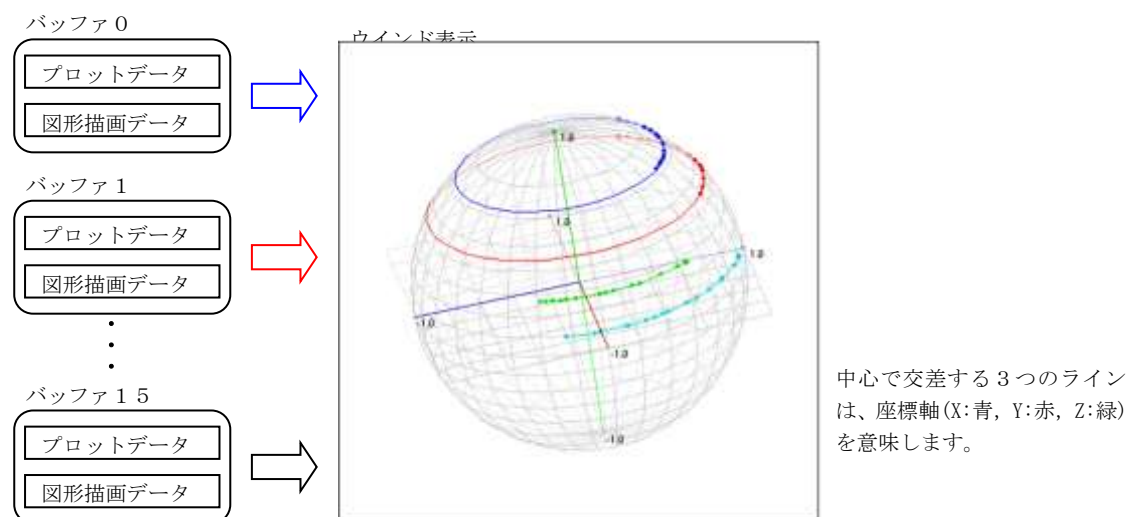 バッファ０
プロットデータ
図形描画データ
バッファ１
プロットデータ
図形描画データ
バッファ１５
プロットデータ
図形描画データ
ウインド表示
1.0
1.0
1.0
-1.0
-1.0
-1.0
中心で交差する３つのライン
は、座標軸(X:青, Y:赤, Z:緑)
を意味します。